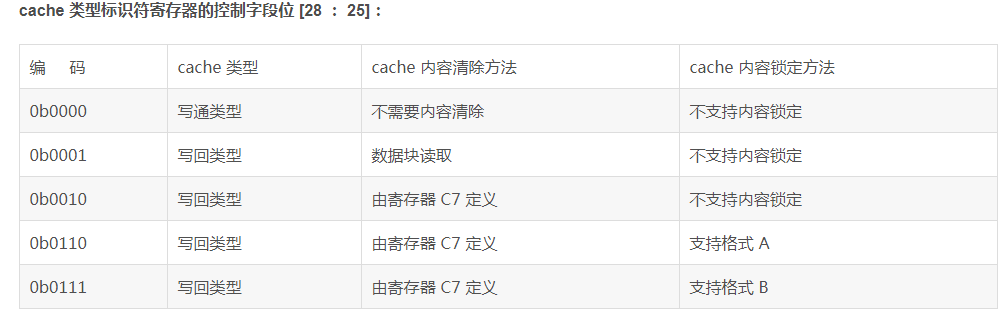 cache 类型标识符寄存器的控制字段位 [28 : 25]:
编 码 cache 类型 cache 内容清除方法 cache 内容锁定方法
0b0000 写通类型 不需要内容清除 不支持内容锁定
0b0001 写回类型 数据块读取 不支持内容锁定
0b0010 写回类型 由寄存器 C7 定义 不支持内容锁定
0b0110 写回类型 由寄存器 C7 定义 支持格式 A
0b0111 写回类型 由寄存器 C7 定义 支持格式 B